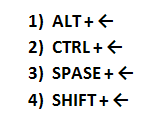 1) ALT+←
2) CTRL+←
3) SPASE+←
4) SHIFT+←